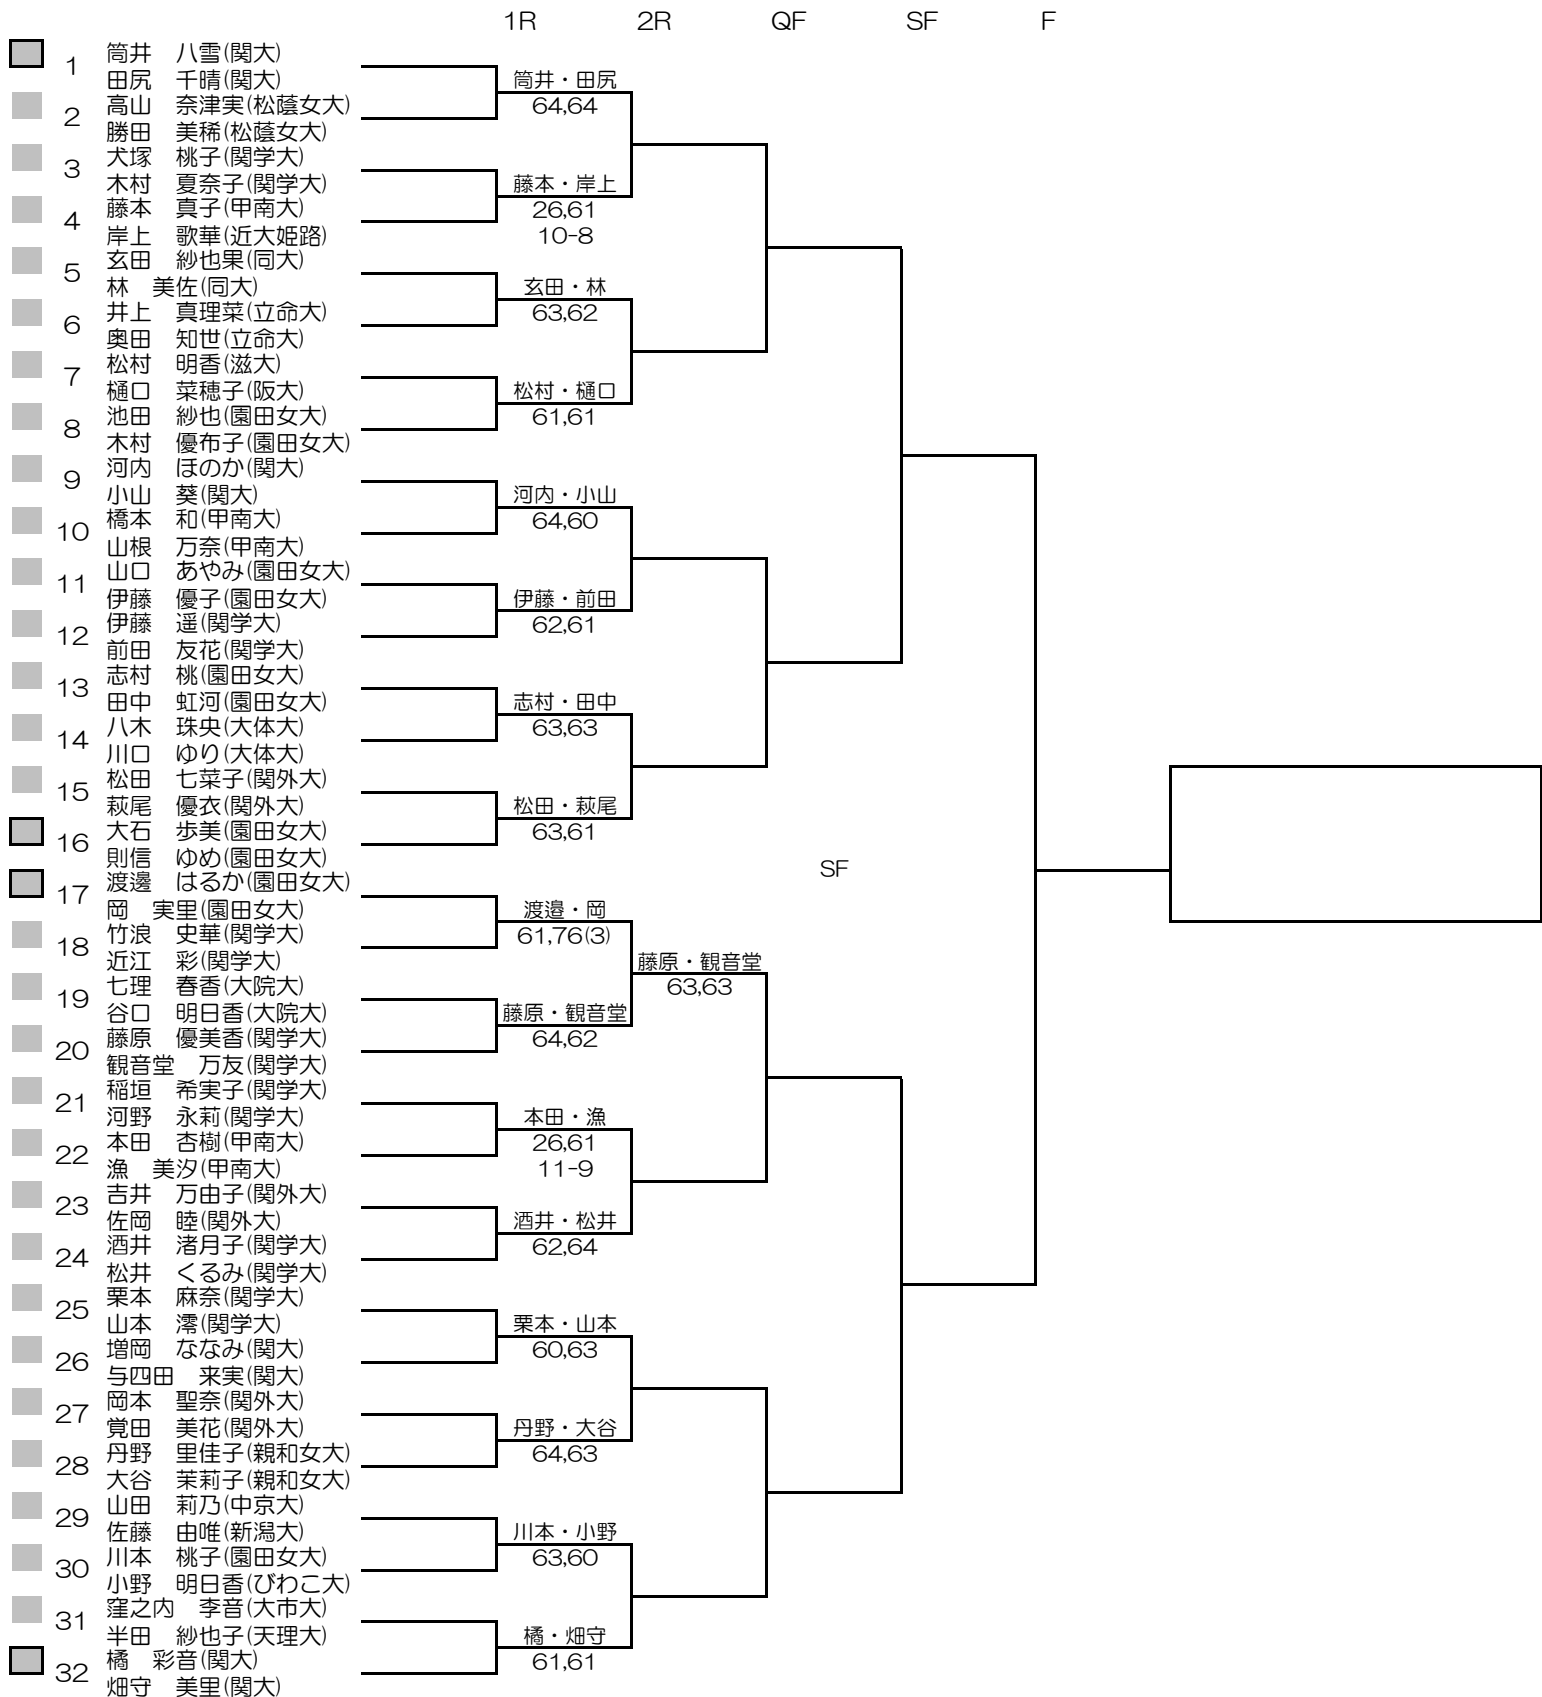 1R 2R QF SF F
1 筒井　八雪(関大)
田尻　千晴(関大)
筒井・田尻
64,64
2 高山　奈津実(松蔭女大)
勝田　美稀(松蔭女大)
3 犬塚　桃子(関学大)
木村　夏奈子(関学大)
藤本・岸上
26,61
10-8
4 藤本　真子(甲南大)
岸上　歌華(近大姫路)
5 玄田　紗也果(同大)
林　美佐(同大)
玄田・林
63,62
6 井上　真理菜(立命大)
奥田　知世(立命大)
7 松村　明香(滋大)
樋口　菜穂子(阪大)
松村・樋口
61,61
8 池田　紗也(園田女大)
木村　優布子(園田女大)
9 河内　ほのか(関大)
小山　葵(関大)
河内・小山
64,60
10 橋本　和(甲南大)
山根　万奈(甲南大)
11 山口　あやみ(園田女大)
伊藤　優子(園田女大)
伊藤・前田
62,61
12 伊藤　遥(関学大)
前田　友花(関学大)
13 志村　桃(園田女大)
田中　虹河(園田女大)
志村・田中
63,63
14 八木　珠央(大体大)
川口　ゆり(大体大)
15 松田　七菜子(関外大)
萩尾　優衣(関外大)
松田・萩尾
63,61
16 大石　歩美(園田女大)
則信　ゆめ(園田女大)
SF
17 渡邊　はるか(園田女大)
岡　実里(園田女大)
渡邉・岡
61,76(3)
18 竹浪　史華(関学大)
近江　彩(関学大)
藤原・観音堂
63,63
19 七理　春香(大院大)
谷口　明日香(大院大)
藤原・観音堂
64,62
20 藤原　優美香(関学大)
観音堂　万友(関学大)
21 稲垣　希実子(関学大)
河野　永莉(関学大)
本田・漁
26,61
11-9
22 本田　杏樹(甲南大)
漁　美汐(甲南大)
23 吉井　万由子(関外大)
佐岡　睦(関外大)
酒井・松井
62,64
24 酒井　渚月子(関学大)
松井　くるみ(関学大)
25 栗本　麻奈(関学大)
山本　澪(関学大)
栗本・山本
60,63
26 増岡　ななみ(関大)
与四田　来実(関大)
27 岡本　聖奈(関外大)
覚田　美花(関外大)
丹野・大谷
64,63
28 丹野　里佳子(親和女大)
大谷　茉莉子(親和女大)
29 山田　莉乃(中京大)
佐藤　由唯(新潟大)
川本・小野
63,60
30 川本　桃子(園田女大)
小野　明日香(びわこ大)
31 窪之内　李音(大市大)
半田　紗也子(天理大)
橘・畑守
61,61
32 橘　彩音(関大)
畑守　美里(関大)